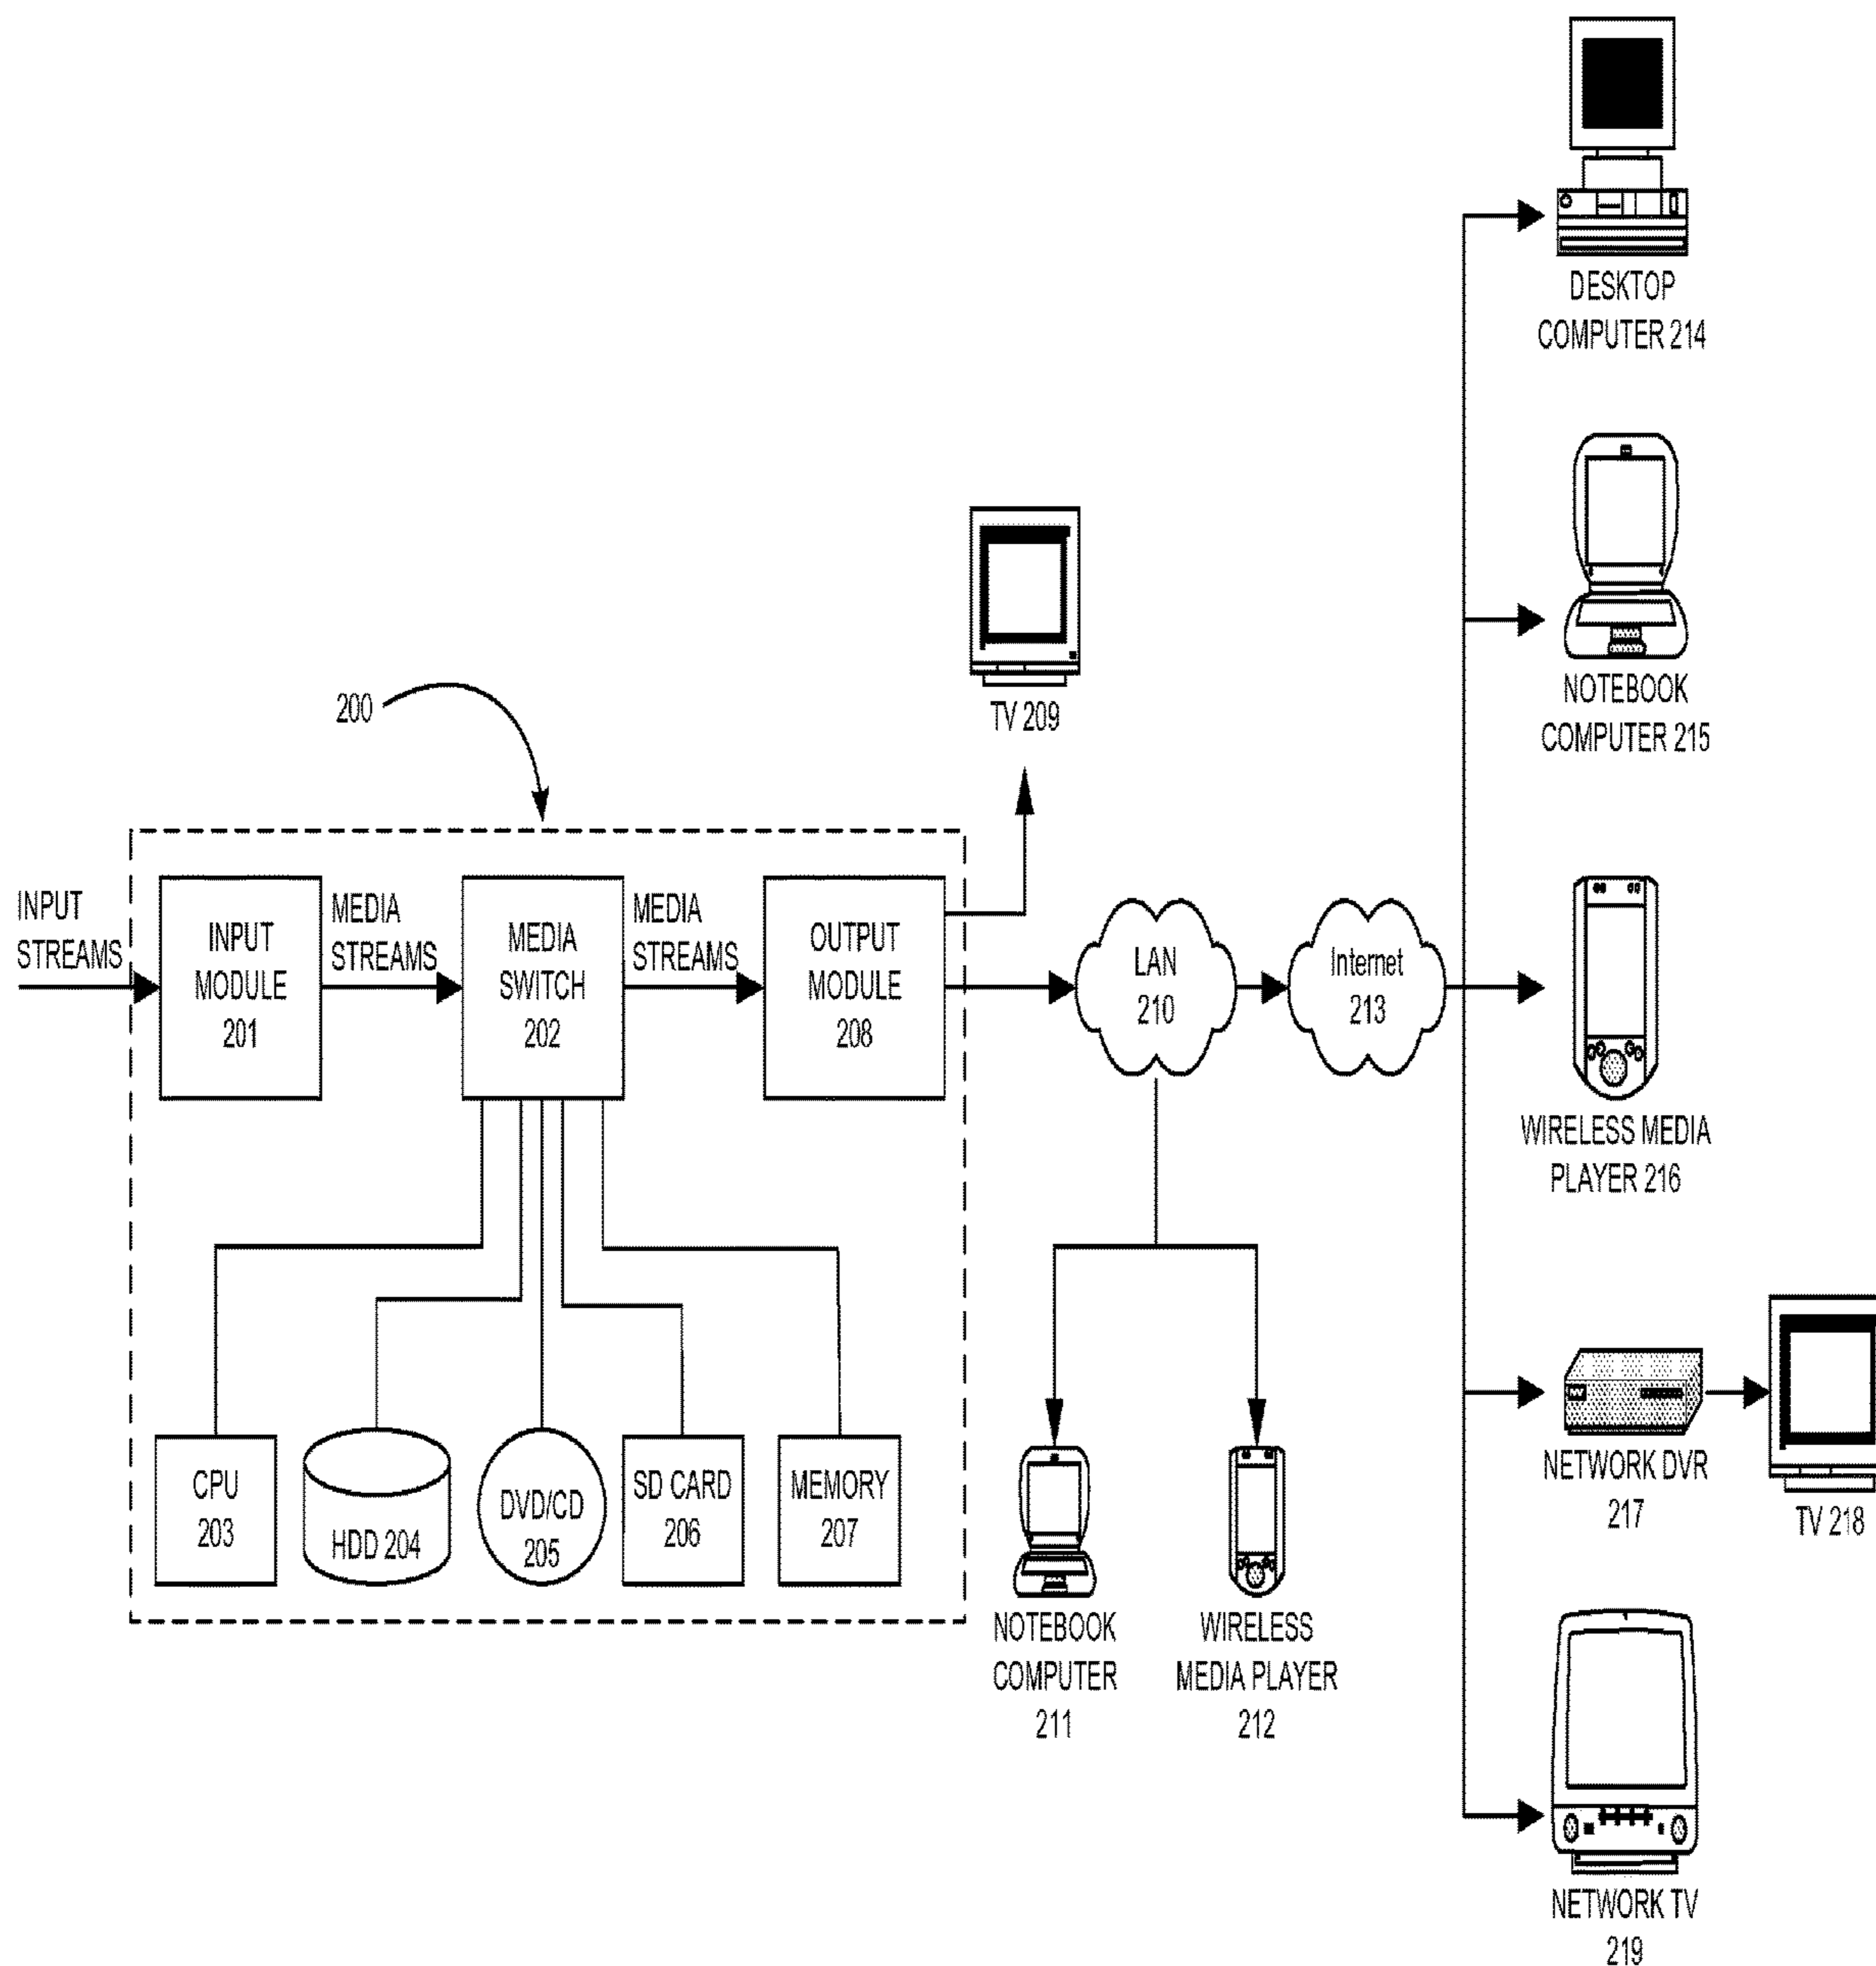 DESKTOP
COMPUTER 214
NOTEBOOK
COMPUTER 215
TV 209
200
INPUT
STREAMS
INPUT
MODULE
201
MEDIA
STREAMS
MEDIA
SWITCH
202
MEDIA
STREAMS
OUTPUT
MODULE
208
LAN
210
Internet
213
WIRELESS MEDIA
PLAYER 216
CPU
203
HDD 204
DVD/CD
205
SD CARD
206
MEMORY
207
NETWORK DVR
217
TV 218
NOTEBOOK
COMPUTER
211
WIRELESS
MEDIA PLAYER
212
NETWORK TV
219